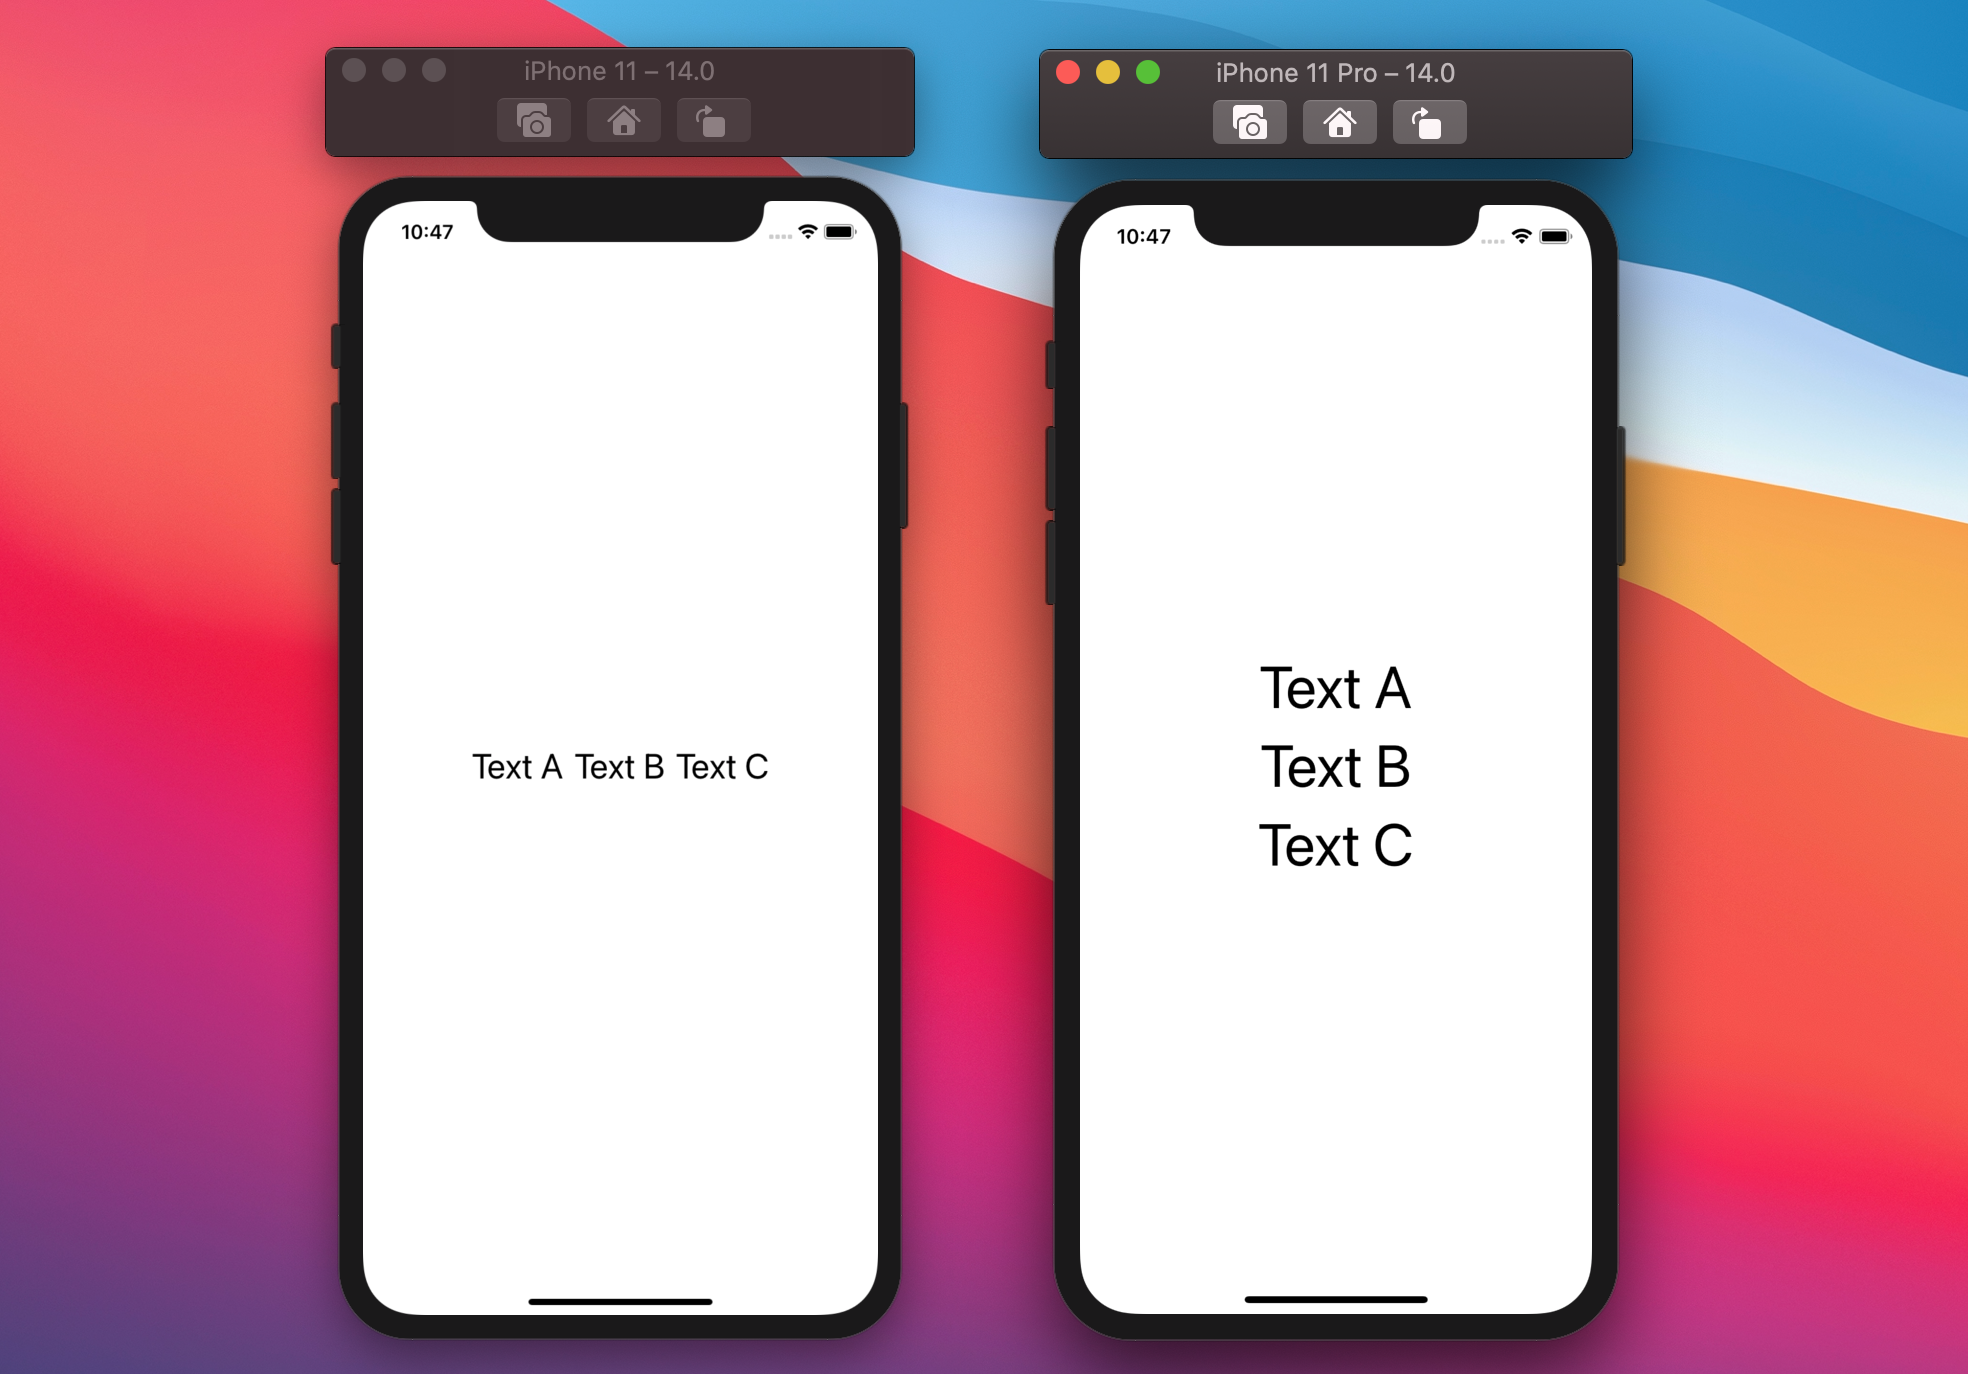 iPhone 11 – 14.0
10:47
Text A Text B Text C
iPhone 11 Pro – 14.0
10:47
Text A
Text B
Text C